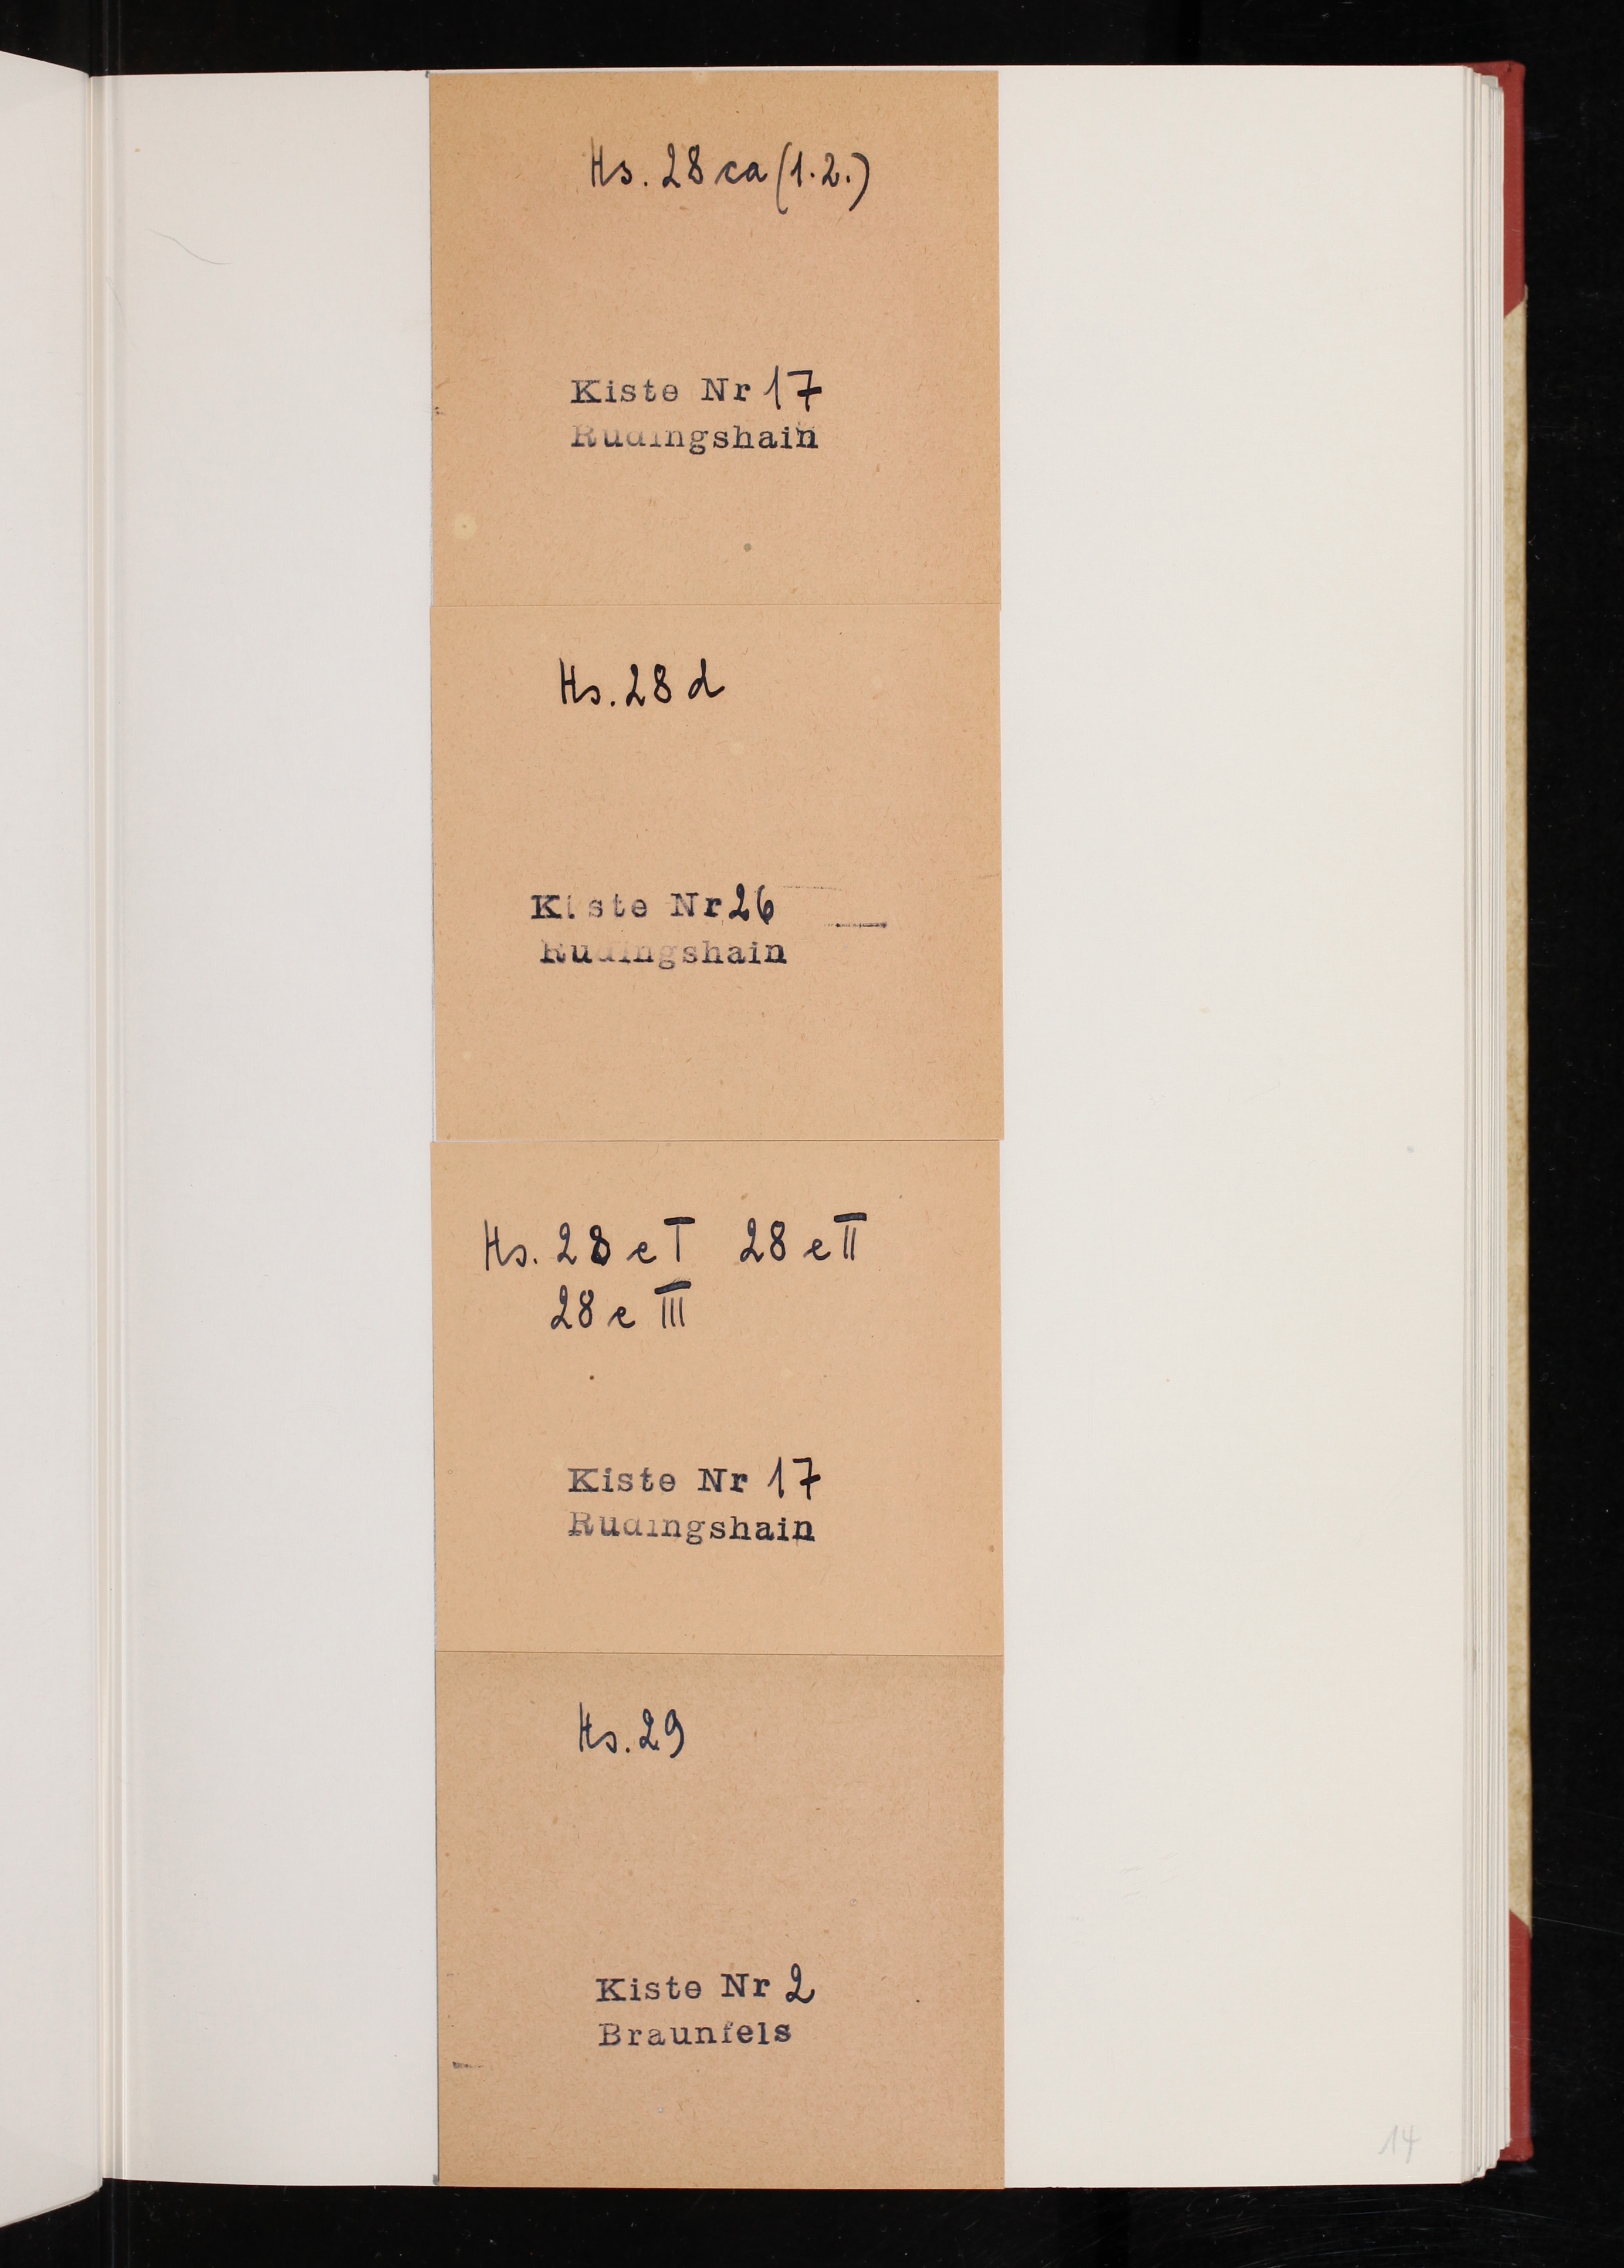 Hs. 28 ca (1.2.)
Kiste Nr 17
Rudingshain
Hs. 28 d
Kiste Nr 26
Rudingshain
Hs. 28 e I 28 e II
28 e III
Kiste Nr 17
Rudingshain
Hs. 29
Kiste Nr 2
Braunfels
14